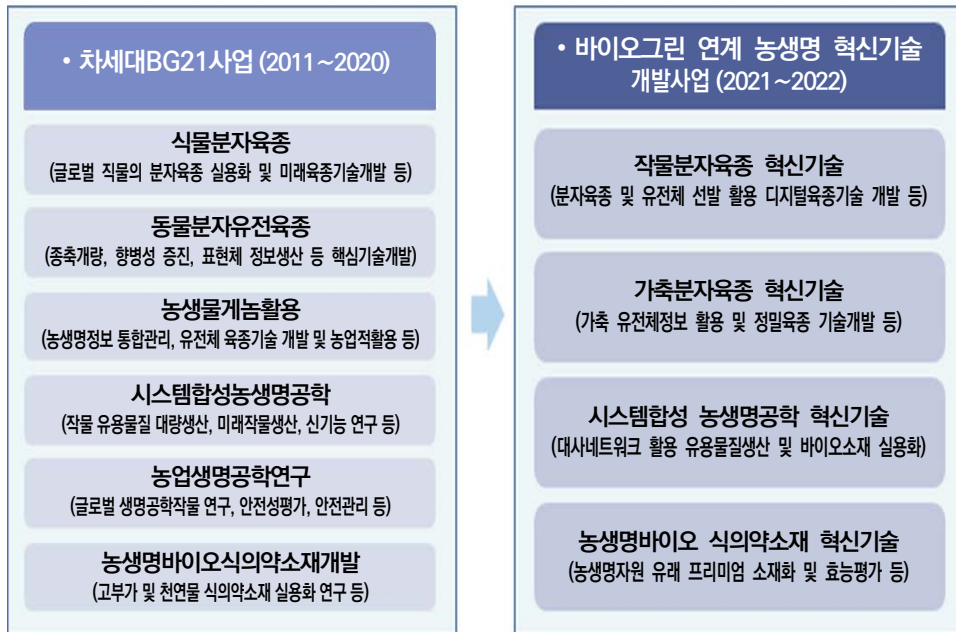 • 차세대BG21사업 (2011~2020)
식물분자육종
(글로벌 직물의 분자육종 실용화 및 미래육종기술개발 등)
동물분자유전육종
(종축개량, 향병성 증진, 표현체 정보생산 등 핵심기술개발)
농생물게놈활용
(농생명정보 통합관리, 유전체 육종기술 개발 및 농업적활용 등)
시스템합성농생명공학
(작물 유용물질 대량생산, 미래작물생산, 신기능 연구 등)
농업생명공학연구
(글로벌 생명공학작물 연구, 안전성평가, 안전관리 등)
농생명바이오식의약소재개발
(고부가 및 천연물 식의약소재 실용화 연구 등)
• 바이오그린 연계 농생명 혁신기술
개발사업 (2021~2022)
작물분자육종 혁신기술
(분자육종 및 유전체 선발 활용 디지털육종기술 개발 등)
가축분자육종 혁신기술
(가축 유전체정보 활용 및 정밀육종 기술개발 등)
시스템합성 농생명공학 혁신기술
(대사네트워크 활용 유용물질생산 및 바이오소재 실용화)
농생명바이오 식의약소재 혁신기술
(농생명자원 유래 프리미엄 소재화 및 효능평가 등)